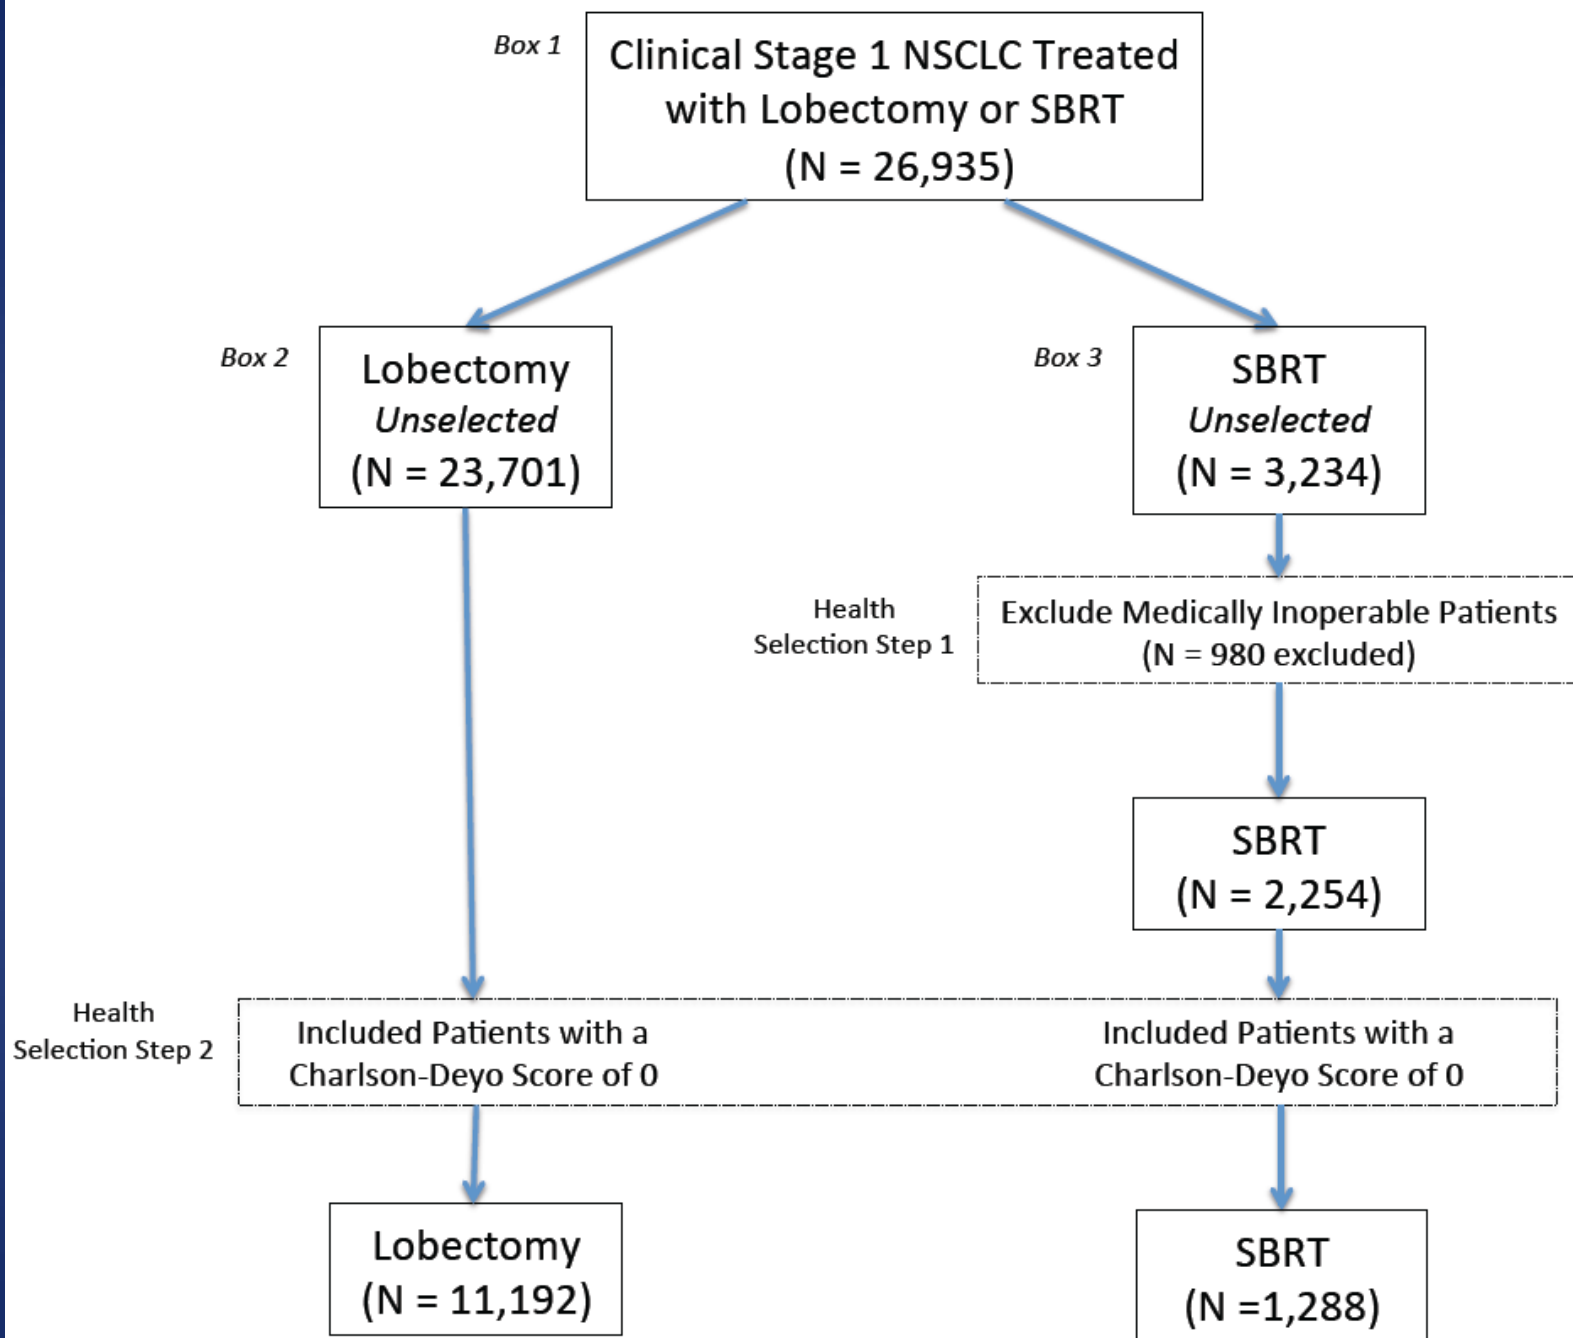 Box 1
Clinical Stage 1 NSCLC Treated
with Lobectomy or SBRT
(N = 26,935)
Box 2
Lobectomy
Unselected
(N = 23,701)
Box 3
SBRT
Unselected
(N = 3,234)
Health
Selection Step 1
Exclude Medically Inoperable Patients
(N = 980 excluded)
SBRT
(N = 2,254)
Health
Selection Step 2
Included Patients with a
Charlson-Deyo Score of 0
Included Patients with a
Charlson-Deyo Score of 0
Lobectomy
(N = 11,192)
SBRT
(N =1,288)